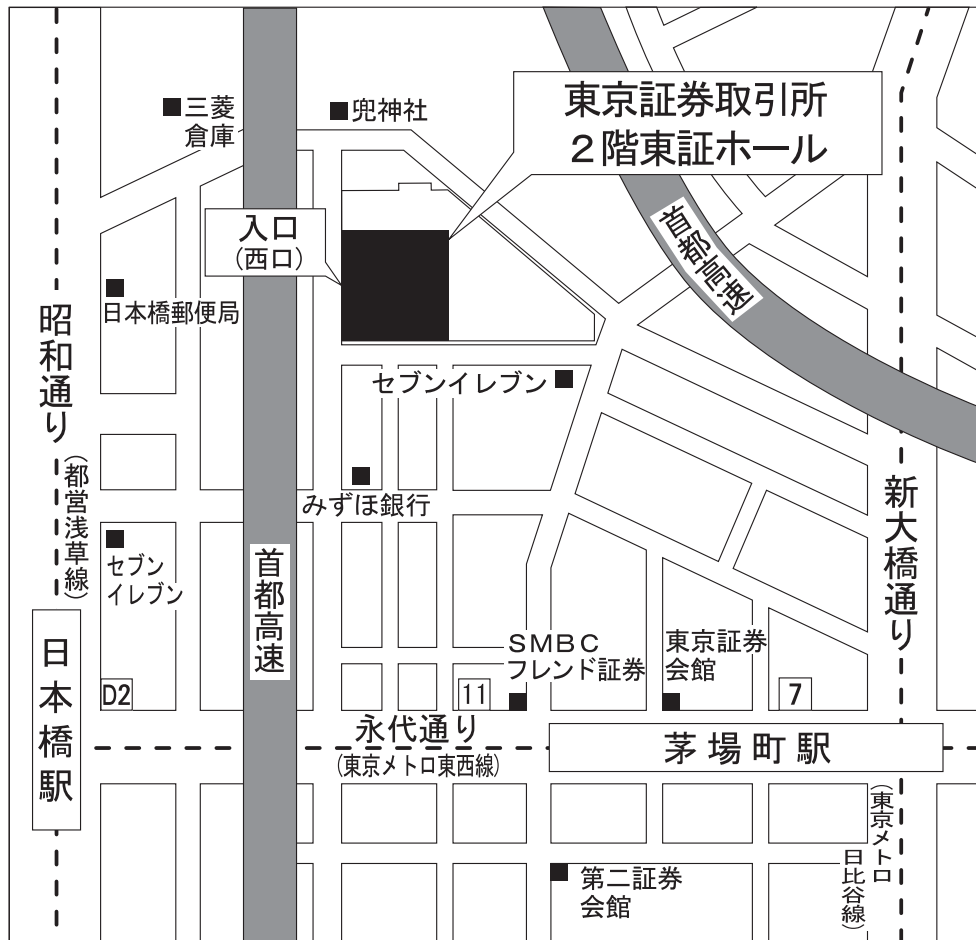 三菱
倉庫
兜神社
東京証券取引所
２階東証ホール
入口
(西口)
首都高速
日本橋郵便局
昭和通り
(都営浅草線)
セブンイレブン
みずほ銀行
新大橋通り
セブン
イレブン
首都高速
日本橋駅
D2
11
SMBC
フレンド証券
東京証券
会館
7
永代通り
(東京メトロ東西線)
茅場町駅
(東京メトロ
日比谷線)
第二証券
会館